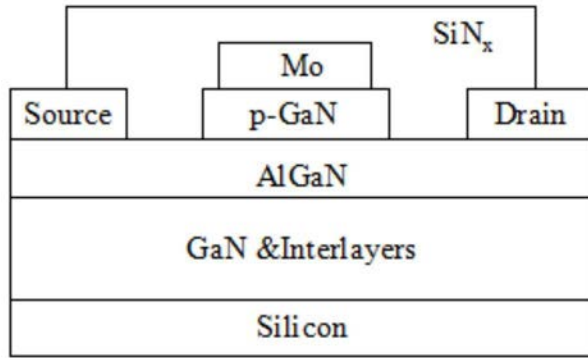 SiNx
Mo
Source
p-GaN
Drain
AlGaN
GaN &Interlayers
Silicon